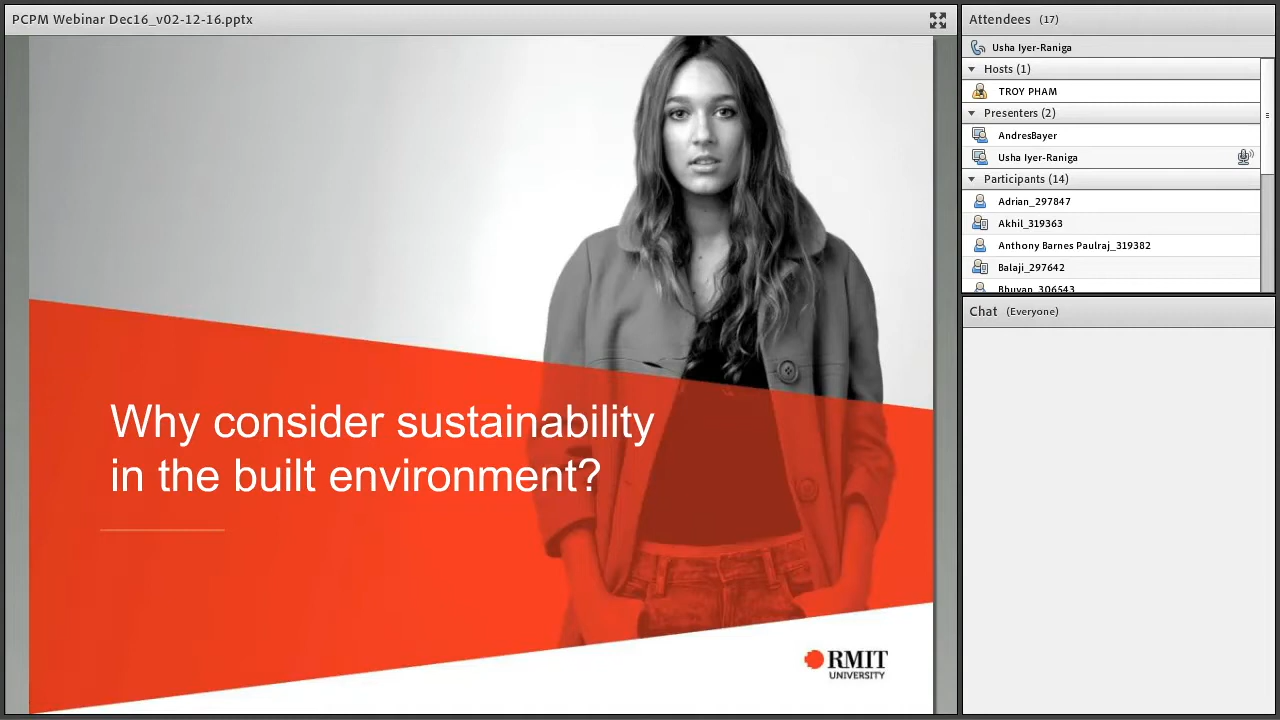 PCPM Webinar Dec16_v02-12-16.pptx
Why consider sustainability
in the built environment?
RMIT
UNIVERSITY
Attendees (17)
Usha Iyer-Raniga
Hosts (1)
TROY PHAM
Presenters (2)
AndresBayer
Usha Iyer-Raniga
Participants (14)
Adrian_297847
Akhil_319363
Anthony Barnes Paulraj_319382
Balaji_297642
Bhuvan_306543
Chat (Everyone)